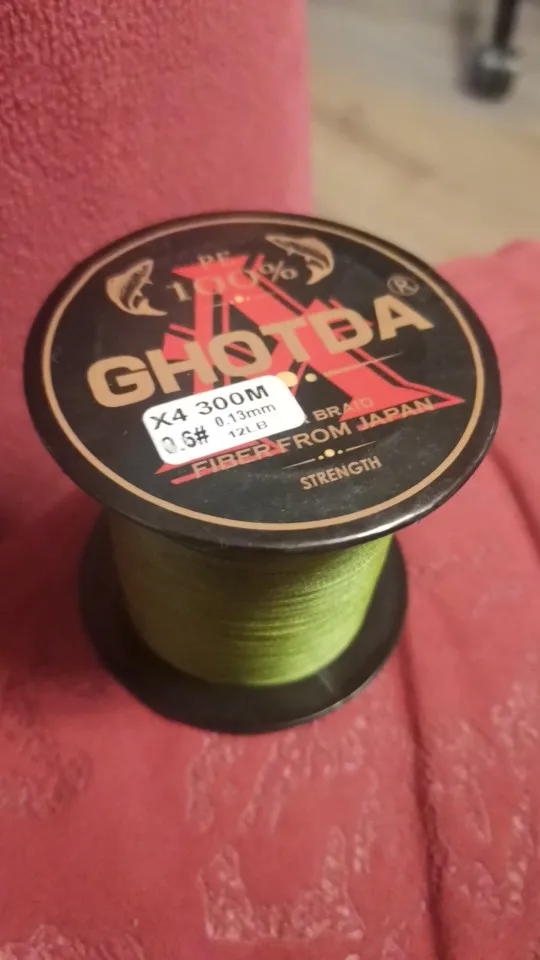 PE
100%
GHOTDA®
X4 300M
0.6# 0.13mm
12LB
BRAID
FIBER FROM JAPAN
STRENGTH